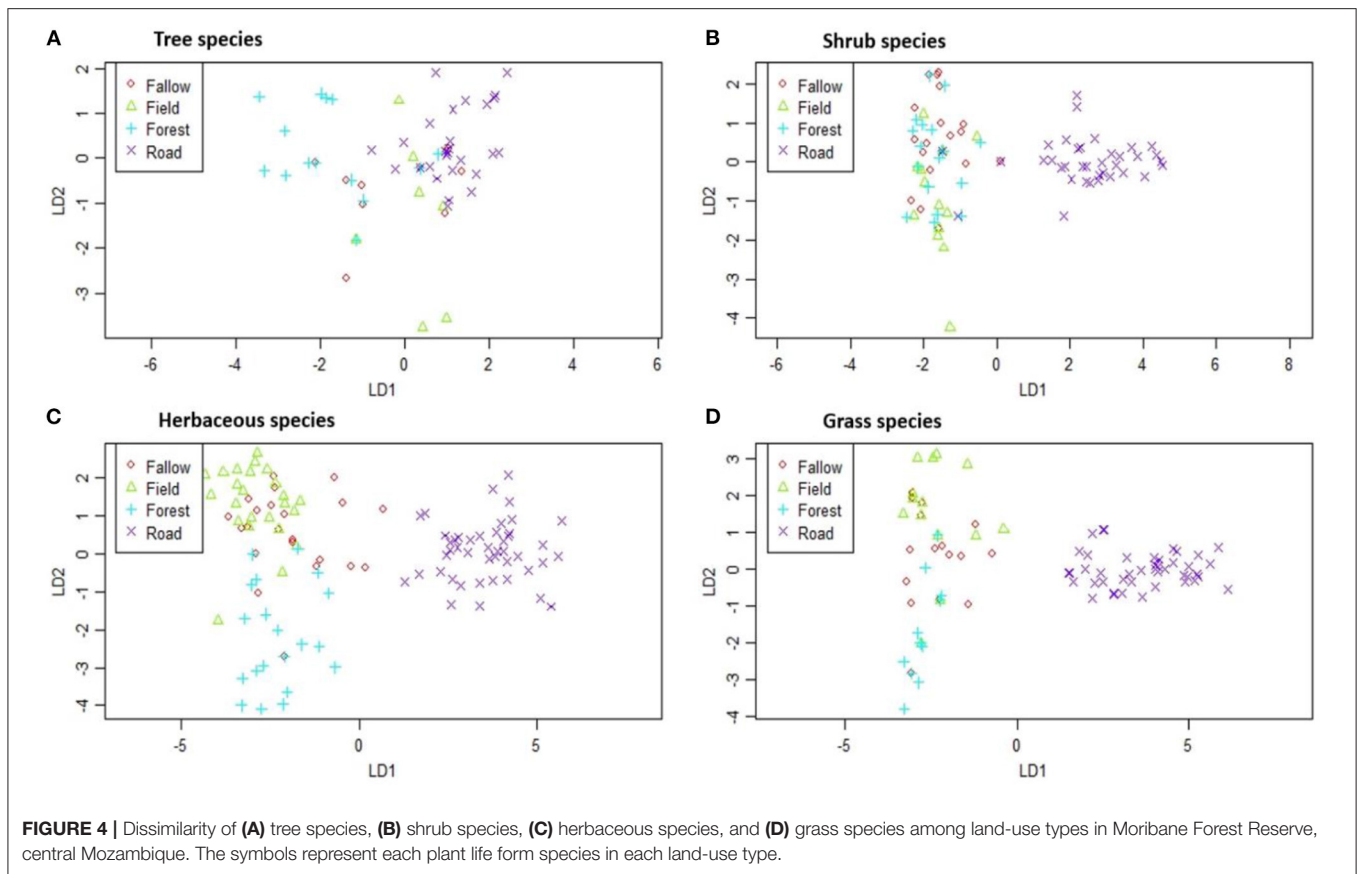 A Tree species
Fallow
Field
Forest
Road
2
1
0
-1
-2
-3
LD2
-6 -4 -2 0 2 4 6
LD1
B Shrub species
Fallow
Field
Forest
Road
2
1
0
-1
-2
-3
-4
LD2
-6 -4 -2 0 2 4 6 8
LD1
C Herbaceous species
Fallow
Field
Forest
Road
2
1
0
-1
-2
-3
-4
LD2
-5 0 5
LD1
D Grass species
Fallow
Field
Forest
Road
3
2
1
0
-1
-2
-3
-4
LD2
-5 0 5
LD1
FIGURE 4 | Dissimilarity of (A) tree species, (B) shrub species, (C) herbaceous species, and (D) grass species among land-use types in Moribane Forest Reserve,
central Mozambique. The symbols represent each plant life form species in each land-use type.